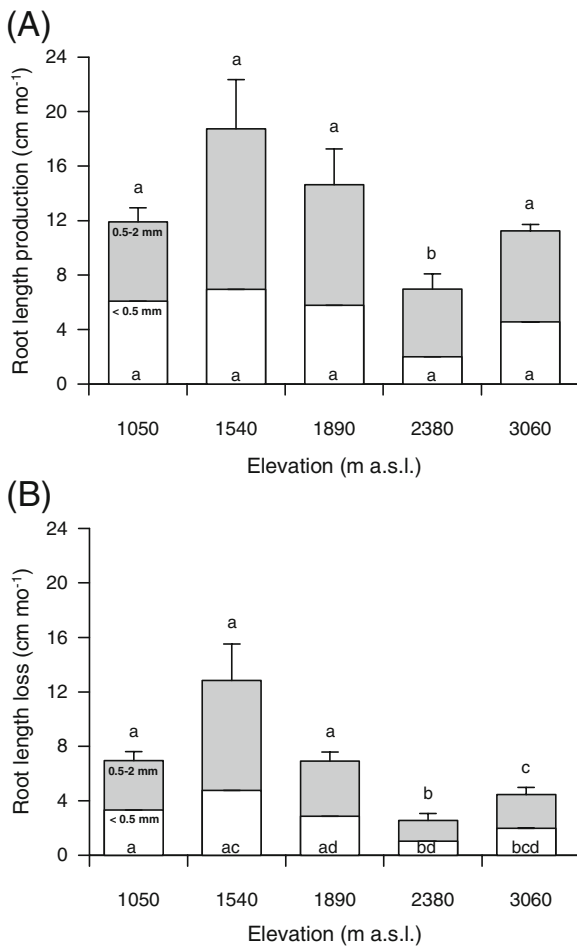 (A)
24
20
16
12
8
4
0
Root length production (cm mo⁻¹)
a a a b a
0.5-2 mm
< 0.5 mm
a a a a a
1050 1540 1890 2380 3060
Elevation (m a.s.l.)
(B)
24
20
16
12
8
4
0
Root length loss (cm mo⁻¹)
a a a b c
0.5-2 mm
< 0.5 mm
a ac ad bd bcd
1050 1540 1890 2380 3060
Elevation (m a.s.l.)